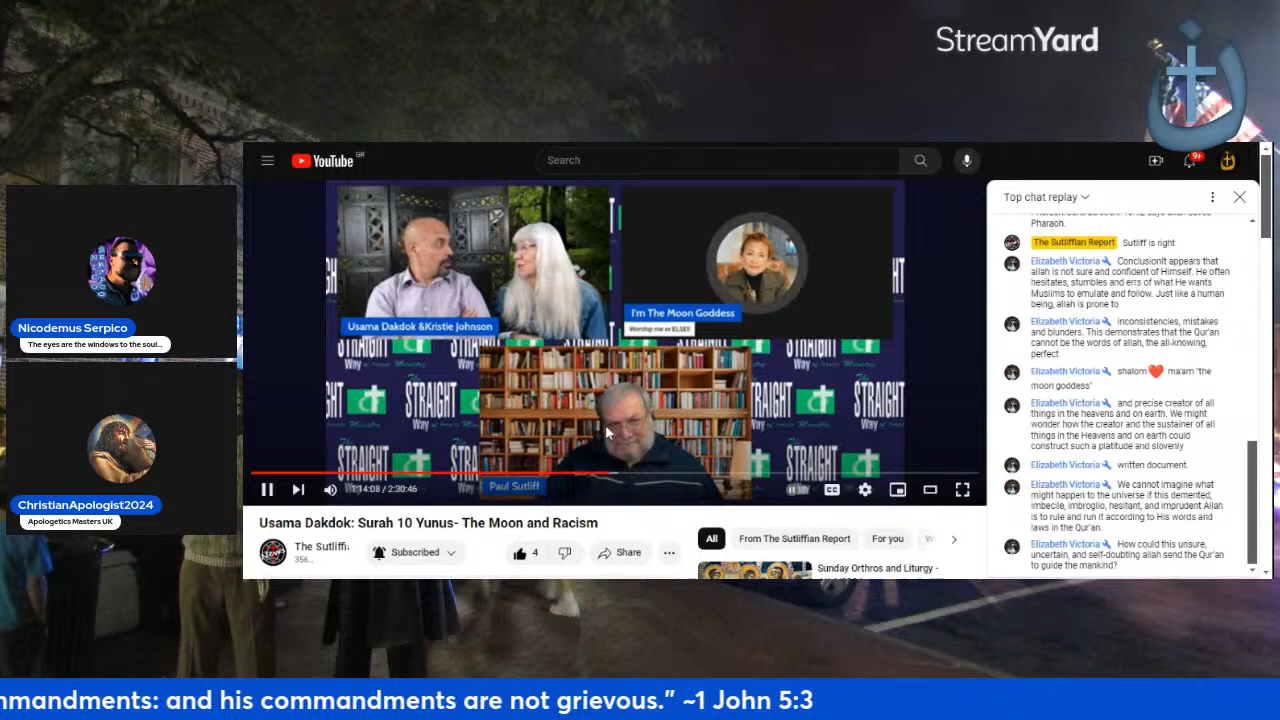 StreamYard
YouTube GR
Search
9+
Nicodemus Serpico
The eyes are the windows to the soul...
ChristianApologist2024
Apologetics Masters UK
Usama Dakdok &Kristie Johnson
I'm The Moon Goddess
Worship me or ELSE!!
STRAIGHT
Way
The
STRAIGHT
Way of Grace Ministry
Paul Sutliff
1:14:08 / 2:30:46
Usama Dakdok: Surah 10 Yunus- The Moon and Racism
The Sutliffi
356...
Subscribed
4
Share
All
From The Sutliffian Report
For you
Sunday Orthros and Liturgy -
Top chat replay
Pharaoh.
The Sutliffian Report Sutliff is right
Elizabeth Victoria ConclusionIt appears that
allah is not sure and confident of Himself. He often
hesitates, stumbles and errs of what He wants
Muslims to emulate and follow. Just like a human
being, allah is prone to
Elizabeth Victoria inconsistencies, mistakes
and blunders. This demonstrates that the Qur'an
cannot be the words of allah, the all-knowing,
perfect
Elizabeth Victoria shalom❤️ ma'am "the
moon goddess"
Elizabeth Victoria and precise creator of all
things in the heavens and on earth. We might
wonder how the creator and the sustainer of all
things in the Heavens and on earth could
construct such a platitude and slovenly
Elizabeth Victoria written document.
Elizabeth Victoria We cannot imagine what
might happen to the universe if this demented,
imbecile, imbroglio, hesitant, and imprudent Allah
is to rule and run it according to His words and
laws in the Qur'an.
Elizabeth Victoria How could this unsure,
uncertain, and self-doubting allah send the Qur'an
to guide the mankind?
mmandments: and his commandments are not grievous.” ~1 John 5:3